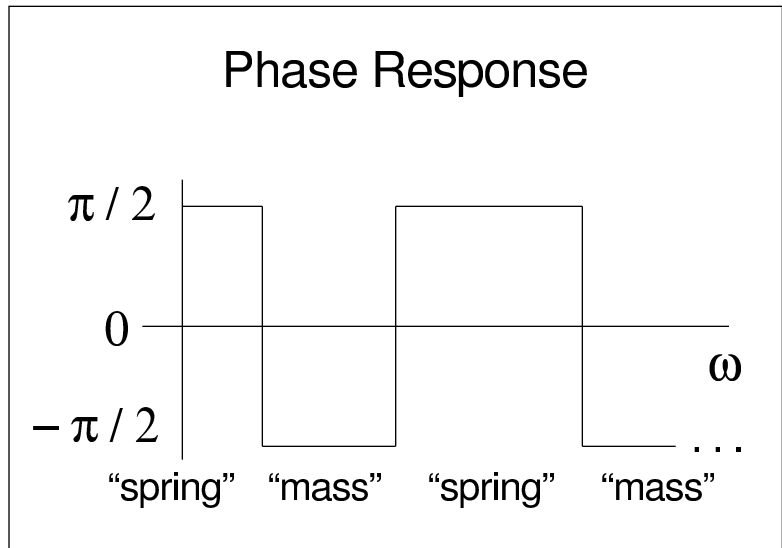 Phase Response
π / 2
0
ω
− π / 2
. . .
“spring” “mass” “spring” “mass”